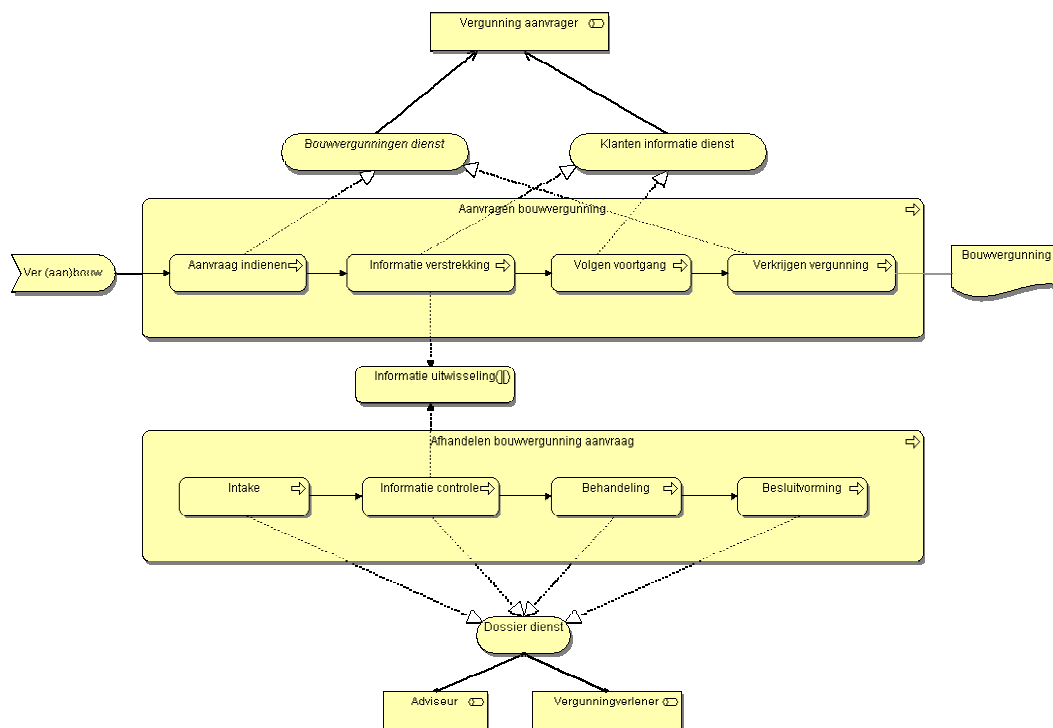 Vergunning aanvrager
Bouwvergunningen dienst
Klanten informatie dienst
Aanvragen bouwvergunning
Ver (aan)bouw
Aanvraag indienen
Informatie verstrekking
Volgen voortgang
Verkrijgen vergunning
Bouwvergunning
Informatie uitwisseling
Afhandelen bouwvergunning aanvraag
Intake
Informatie controle
Behandeling
Besluitvorming
Dossier dienst
Adviseur
Vergunningverlener